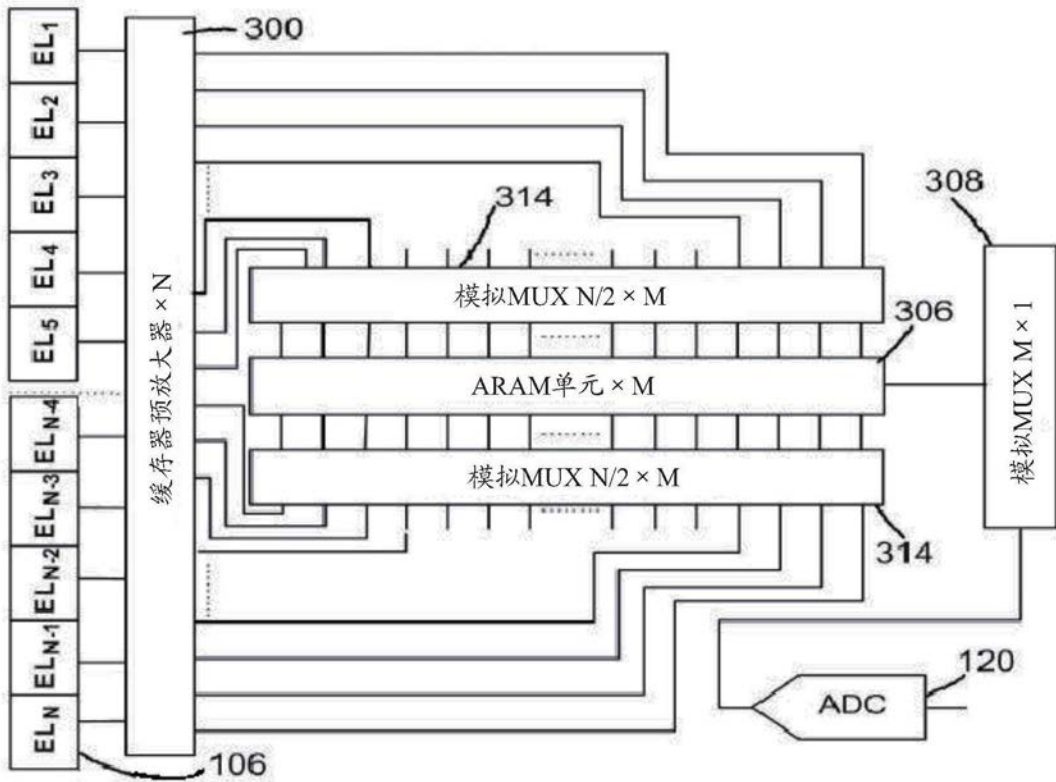 EL1
EL2
EL3
EL4
EL5
ELN-4
ELN-3
ELN-2
ELN-1
ELN
106
300
缓存器预放大器 × N
314
模拟MUX N/2 × M
306
ARAM单元 × M
模拟MUX N/2 × M
314
308
模拟MUX M × 1
120
ADC